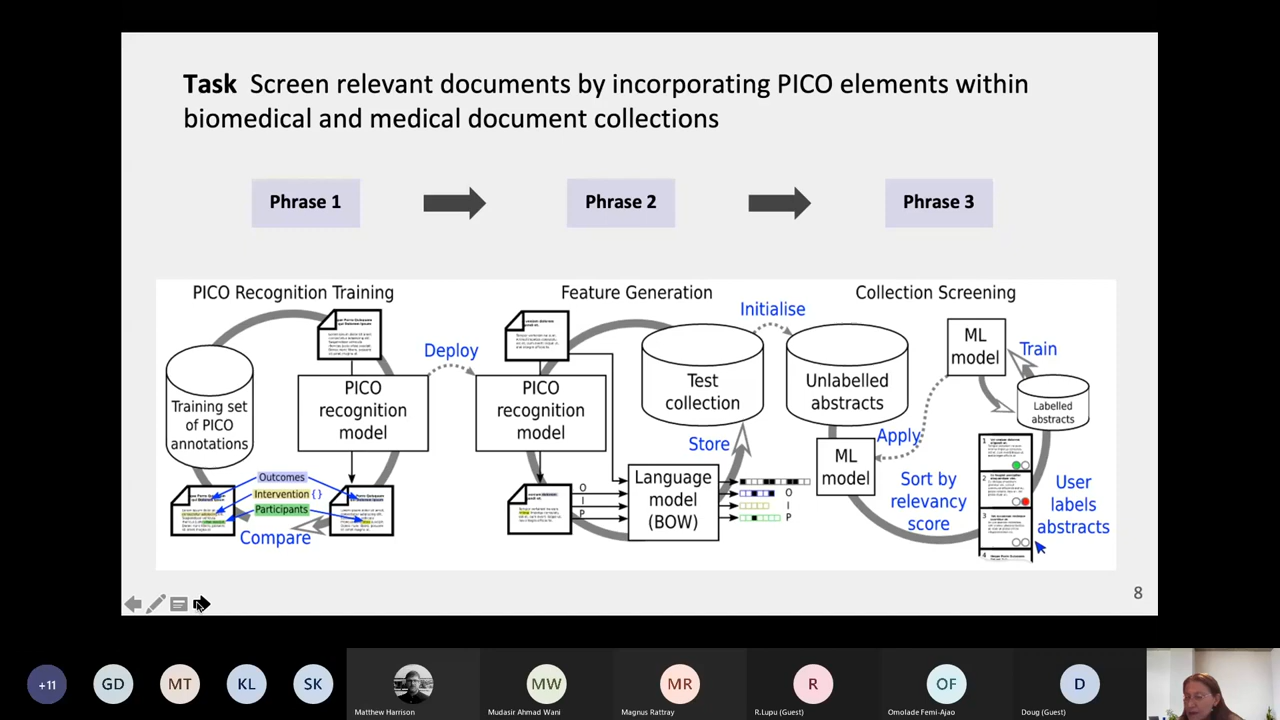 Task Screen relevant documents by incorporating PICO elements within
biomedical and medical document collections
Phrase 1
Phrase 2
Phrase 3
PICO Recognition Training
Training set
of PICO
annotations
PICO
recognition
model
Outcomes
Intervention {}
Participants
Compare
Deploy
Feature Generation
PICO
recognition
model
O
I
P
Language
model
(BOW)
O
I
P
Store
Test
collection
Initialise
Collection Screening
Unlabelled
abstracts
ML
model
Apply
ML
model
Train
Labelled
abstracts
Sort by
relevancy
score
1
2
3
4
User
labels
abstracts
8
+11
GD
MT
KL
SK
Matthew Harrison
MW
Mudasir Ahmad Wani
MR
Magnus Rattray
R
R.Lupu (Guest)
OF
Omolade Femi-Ajao
D
Doug (Guest)